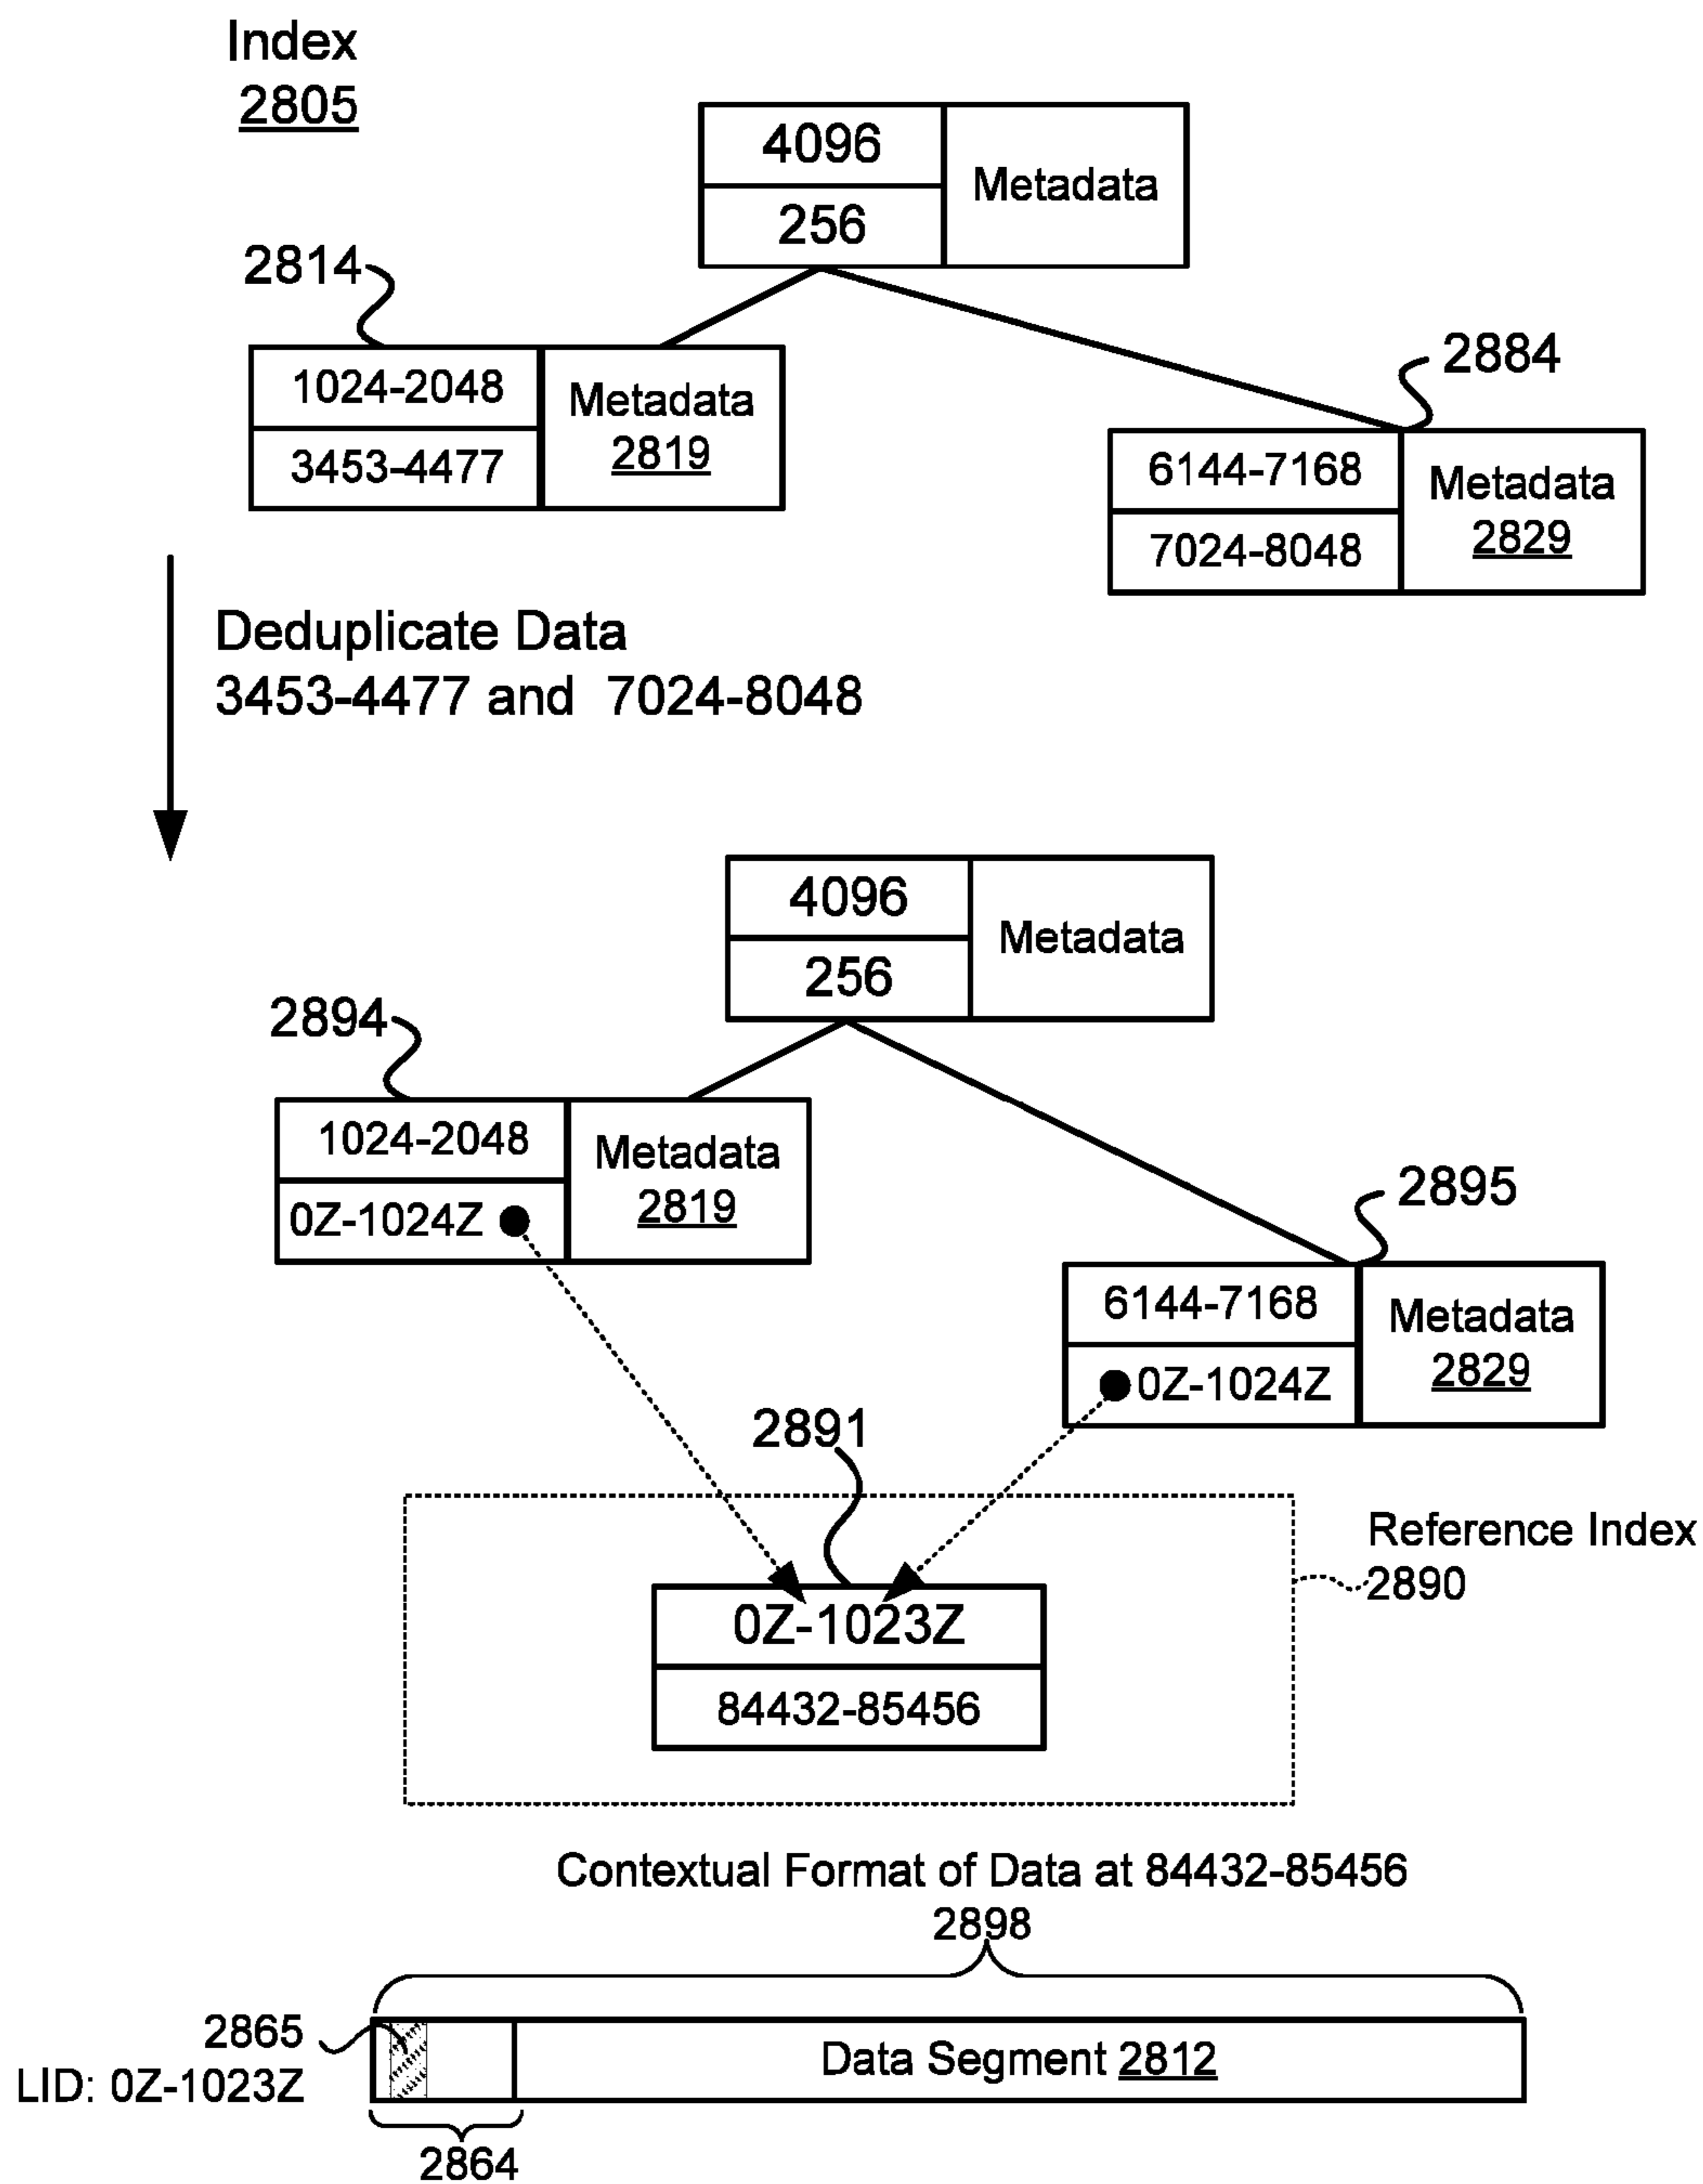 Index
2805
4096
256
Metadata
2814
1024-2048
3453-4477
Metadata
2819
2884
6144-7168
7024-8048
Metadata
2829
Deduplicate Data
3453-4477 and 7024-8048
4096
256
Metadata
2894
1024-2048
0Z-1024Z
Metadata
2819
2895
6144-7168
0Z-1024Z
Metadata
2829
2891
0Z-1023Z
84432-85456
Reference Index
2890
Contextual Format of Data at 84432-85456
2898
2865
LID: 0Z-1023Z
Data Segment 2812
2864